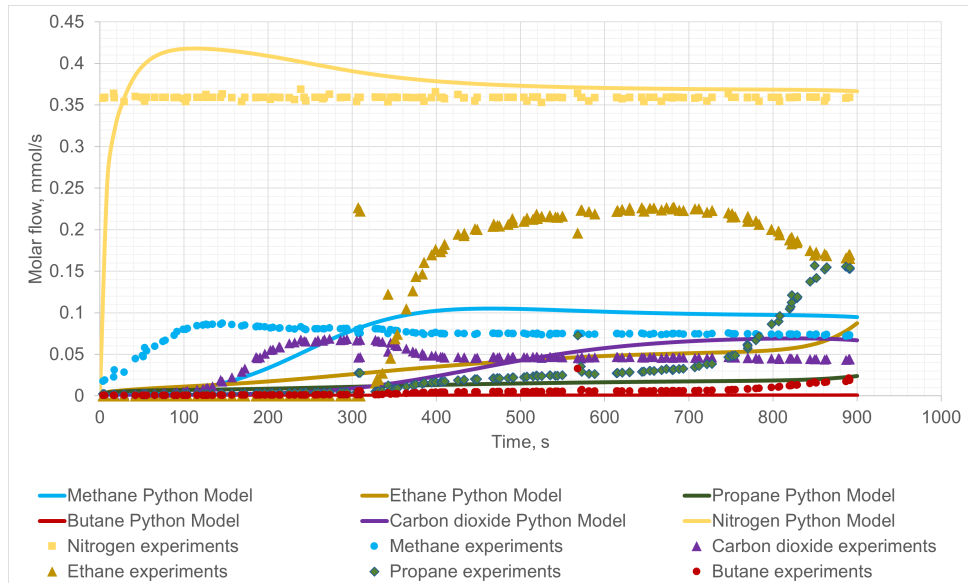 0.45
0.4
0.35
0.3
0.25
0.2
0.15
0.1
0.05
0
Molar flow, mmol/s
0 100 200 300 400 500 600 700 800 900 1000
Time, s
Methane Python Model Ethane Python Model Propane Python Model
Butane Python Model Carbon dioxide Python Model Nitrogen Python Model
Nitrogen experiments Methane experiments Carbon dioxide experiments
Ethane experiments Propane experiments Butane experiments